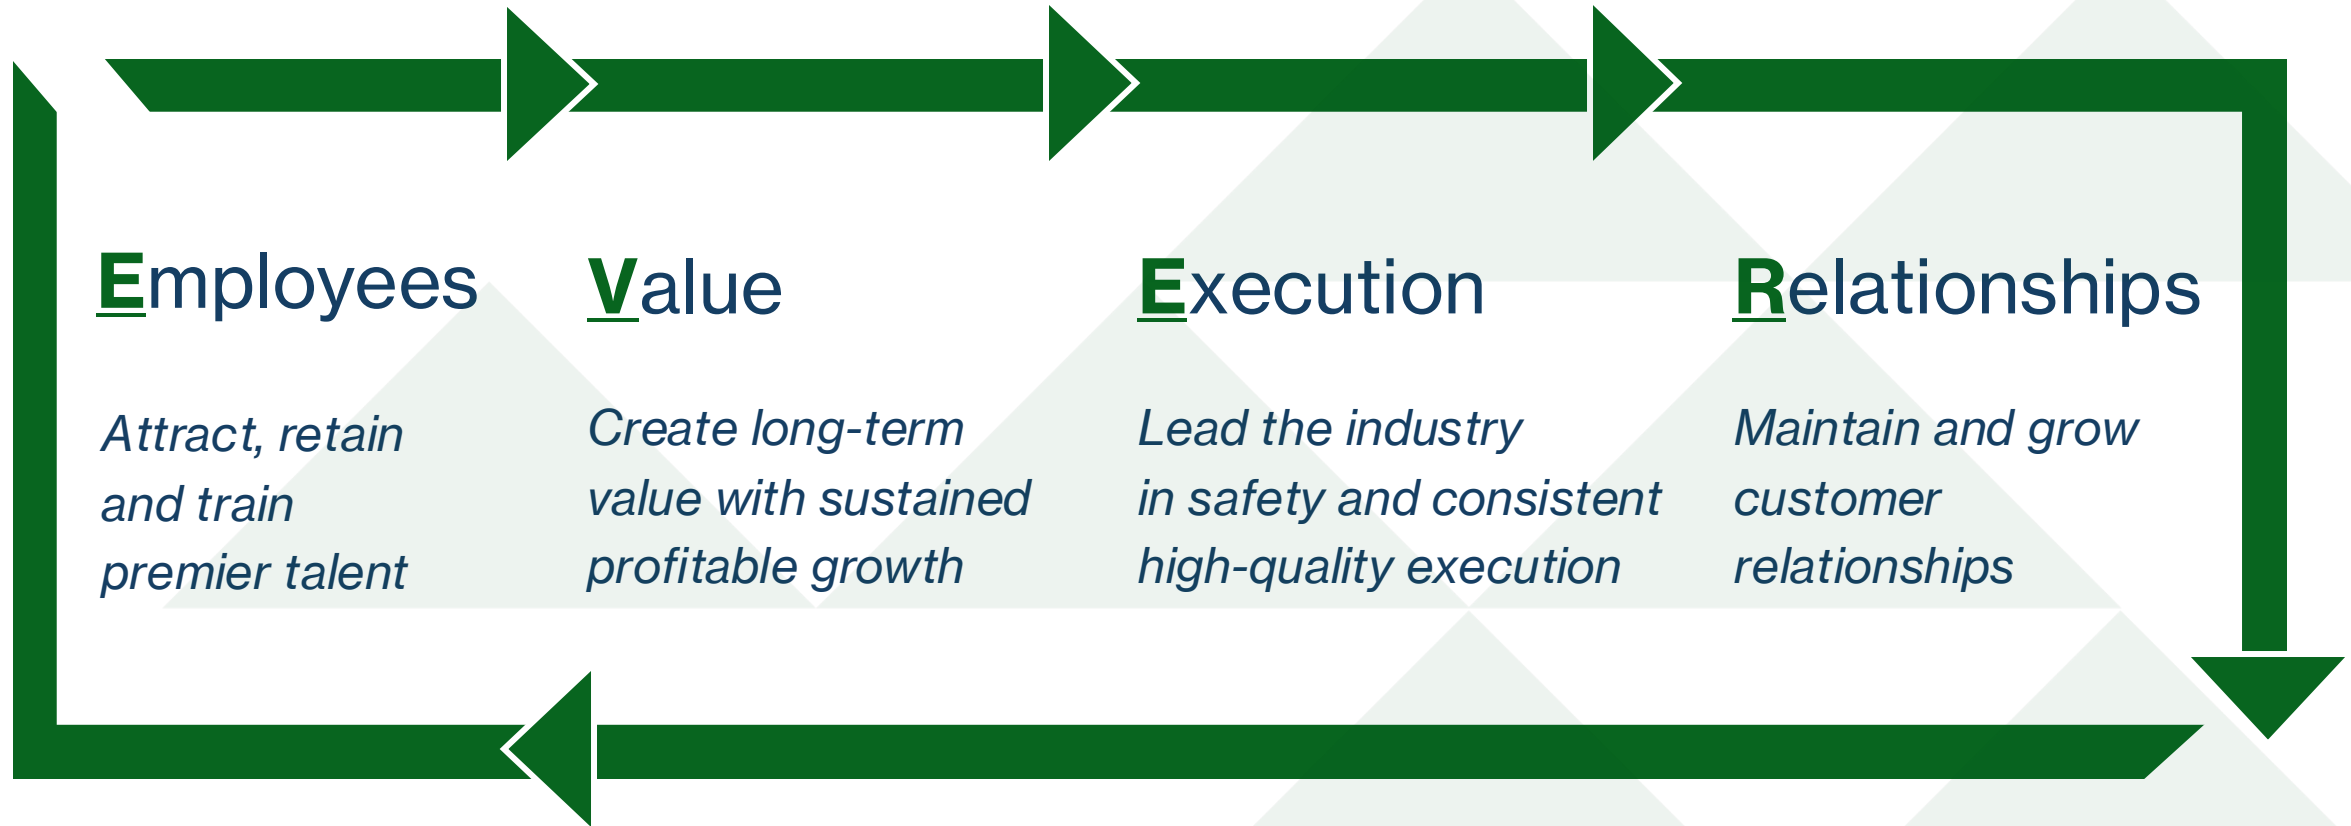 Employees
Attract, retain
and train
premier talent
Value
Create long-term
value with sustained
profitable growth
Execution
Lead the industry
in safety and consistent
high-quality execution
Relationships
Maintain and grow
customer
relationships